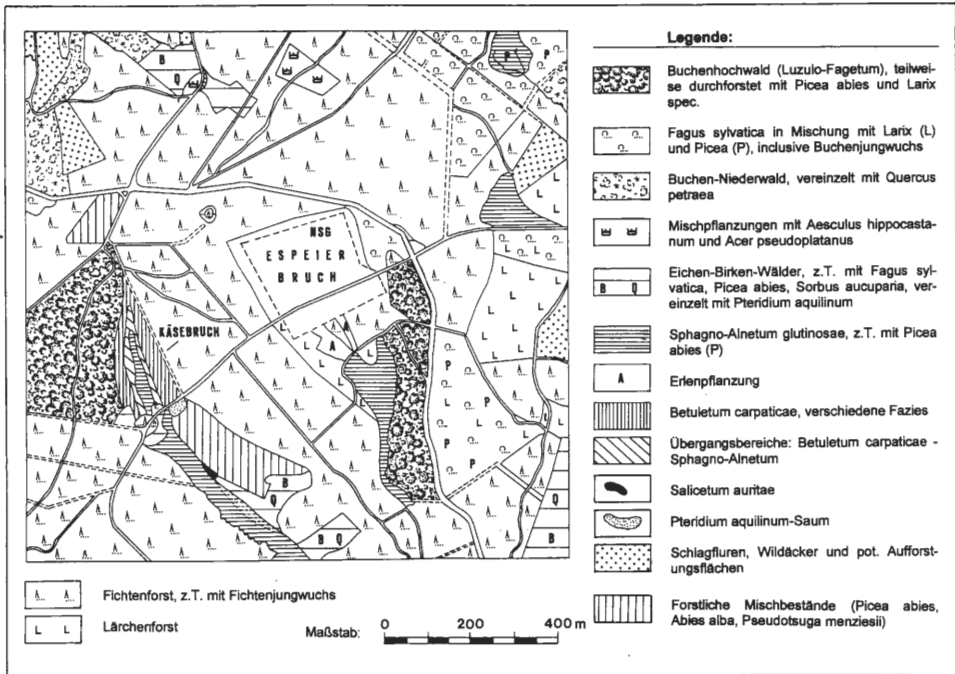 B
Q
P P
NSG
ESPEIER
BRUCH
L L
L
L
L L L
L
L
KÄSEBRUCH
A
A
L
L
L
L
L
P
L
L
P
P
L
P
L
P
B
Q
B Q
Q
B
Legende:
Buchenhochwald (Luzulo-Fagetum), teilwei-
se durchforstet mit Picea abies und Larix
spec.
Fagus sylvatica in Mischung mit Larix (L)
und Picea (P), inclusive Buchenjungwuchs
Buchen-Niederwald, vereinzelt mit Quercus
petraea
Mischpflanzungen mit Aesculus hippocasta-
num und Acer pseudoplatanus
B Q
Eichen-Birken-Wälder, z.T. mit Fagus syl-
vatica, Picea abies, Sorbus aucuparia, ver-
einzelt mit Pteridium aquilinum
Sphagno-Alnetum glutinosae, z.T. mit Picea
abies (P)
A
Erlenpflanzung
Betuletum carpaticae, verschiedene Fazies
Übergangsbereiche: Betuletum carpaticae -
Sphagno-Alnetum
Salicetum auritae
Pteridium aquilinum-Saum
Schlagfluren, Wildäcker und pot. Aufforst-
ungsflächen
Forstliche Mischbestände (Picea abies,
Abies alba, Pseudotsuga menziesii)
Fichtenforst, z.T. mit Fichtenjungwuchs
L L
Lärchenforst
Maßstab:
0 200 400 m